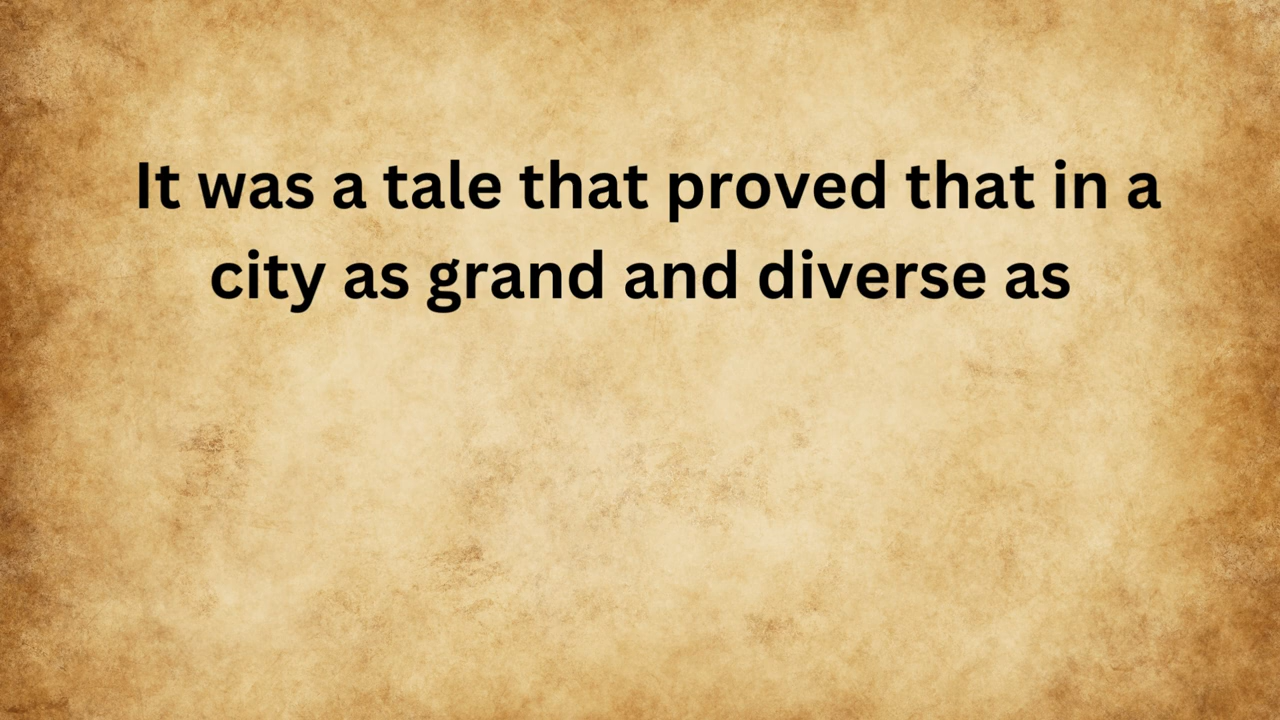 It was a tale that proved that in a
city as grand and diverse as